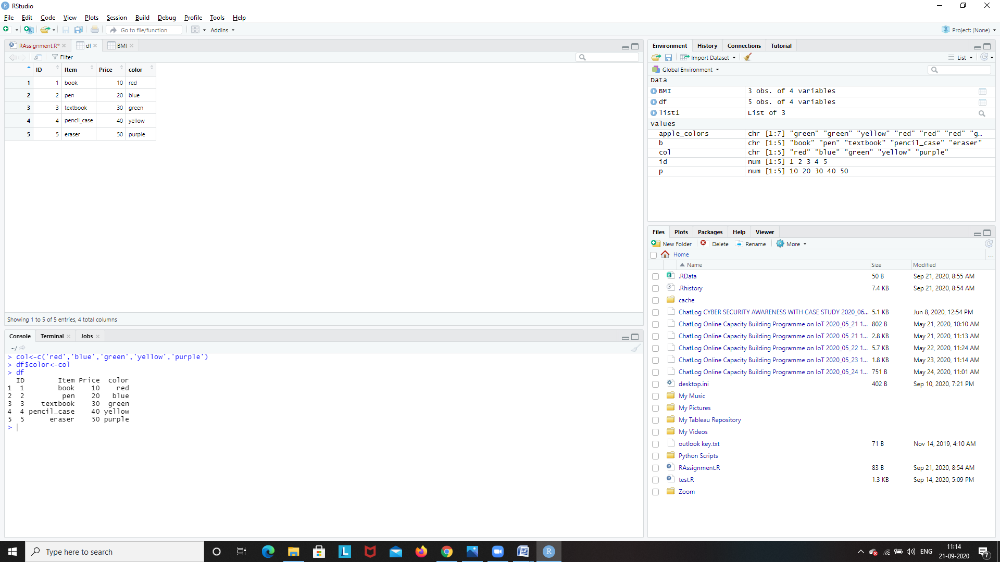 RStudio
File Edit Code View Plots Session Build Debug Profile Tools Help
Go to file/function Addins Project: (None)
RAssignment.R* df BMI
Filter
ID Item Price color
1 1 book 10 red
2 2 pen 20 blue
3 3 textbook 30 green
4 4 pencil_case 40 yellow
5 5 eraser 50 purple
Showing 1 to 5 of 5 entries, 4 total columns
Console Terminal Jobs
~/
> col<-c('red','blue','green','yellow','purple')
> df$color<-col
> df
ID Item Price color
1 1 book 10 red
2 2 pen 20 blue
3 3 textbook 30 green
4 4 pencil_case 40 yellow
5 5 eraser 50 purple
>
Environment History Connections Tutorial
Import Dataset List
Global Environment
Data
BMI 3 obs. of 4 variables
df 5 obs. of 4 variables
list1 List of 3
Values
apple_colors chr [1:7] "green" "green" "yellow" "red" "red" "red" "g…
b chr [1:5] "book" "pen" "textbook" "pencil_case" "eraser"
col chr [1:5] "red" "blue" "green" "yellow" "purple"
id num [1:5] 1 2 3 4 5
p num [1:5] 10 20 30 40 50
Files Plots Packages Help Viewer
New Folder Delete Rename More
Home ...
Name Size Modified
.RData 50 B Sep 21, 2020, 8:55 AM
.Rhistory 7.4 KB Sep 21, 2020, 8:54 AM
cache
ChatLog CYBER SECURITY AWARENESS WITH CASE STUDY 2020_06... 5.1 KB Jun 8, 2020, 12:54 PM
ChatLog Online Capacity Building Programme on IoT 2020_05_21 1... 802 B May 21, 2020, 10:10 AM
ChatLog Online Capacity Building Programme on IoT 2020_05_21 1... 2.8 KB May 21, 2020, 11:13 AM
ChatLog Online Capacity Building Programme on IoT 2020_05_22 1... 5.7 KB May 22, 2020, 11:24 AM
ChatLog Online Capacity Building Programme on IoT 2020_05_23 1... 1.8 KB May 23, 2020, 11:14 AM
ChatLog Online Capacity Building Programme on IoT 2020_05_24 1... 751 B May 24, 2020, 11:01 AM
desktop.ini 402 B Sep 10, 2020, 7:21 PM
My Music
My Pictures
My Tableau Repository
My Videos
outlook key.txt 71 B Nov 14, 2019, 4:10 AM
Python Scripts
RAssignment.R 83 B Sep 21, 2020, 8:54 AM
test.R 1.3 KB Sep 14, 2020, 5:09 PM
Zoom
Type here to search
ENG
11:14
21-09-2020
7